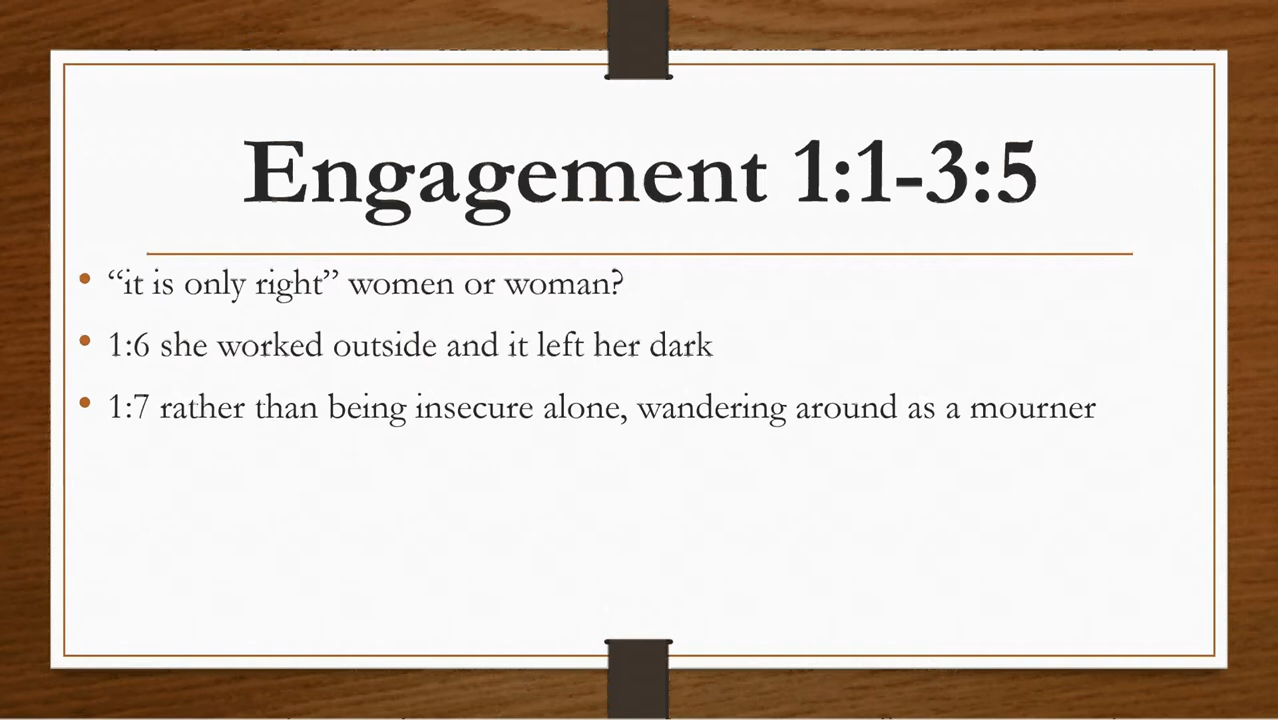 Engagement 1:1-3:5
“it is only right” women or woman?
1:6 she worked outside and it left her dark
1:7 rather than being insecure alone, wandering around as a mourner